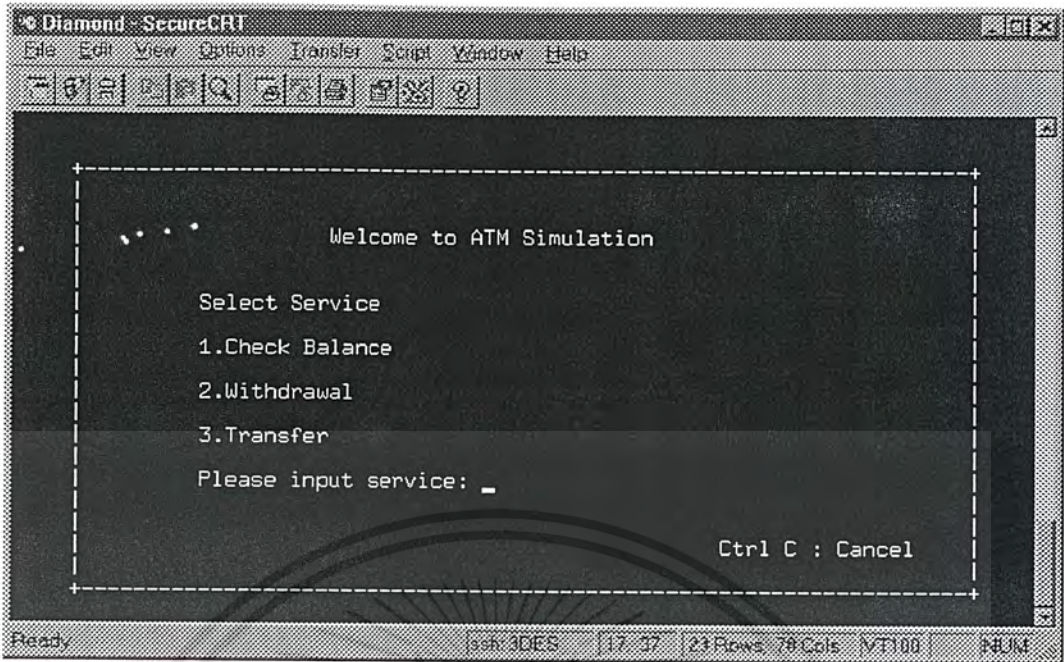 Diamond - SecureCRT
File Edit View Options Transfer Script Window Help
Welcome to ATM Simulation
Select Service
1.Check Balance
2.Withdrawal
3.Transfer
Please input service: _
Ctrl C : Cancel
Ready ssh: 3DES 17, 37 23 Rows, 78 Cols VT100 NUM